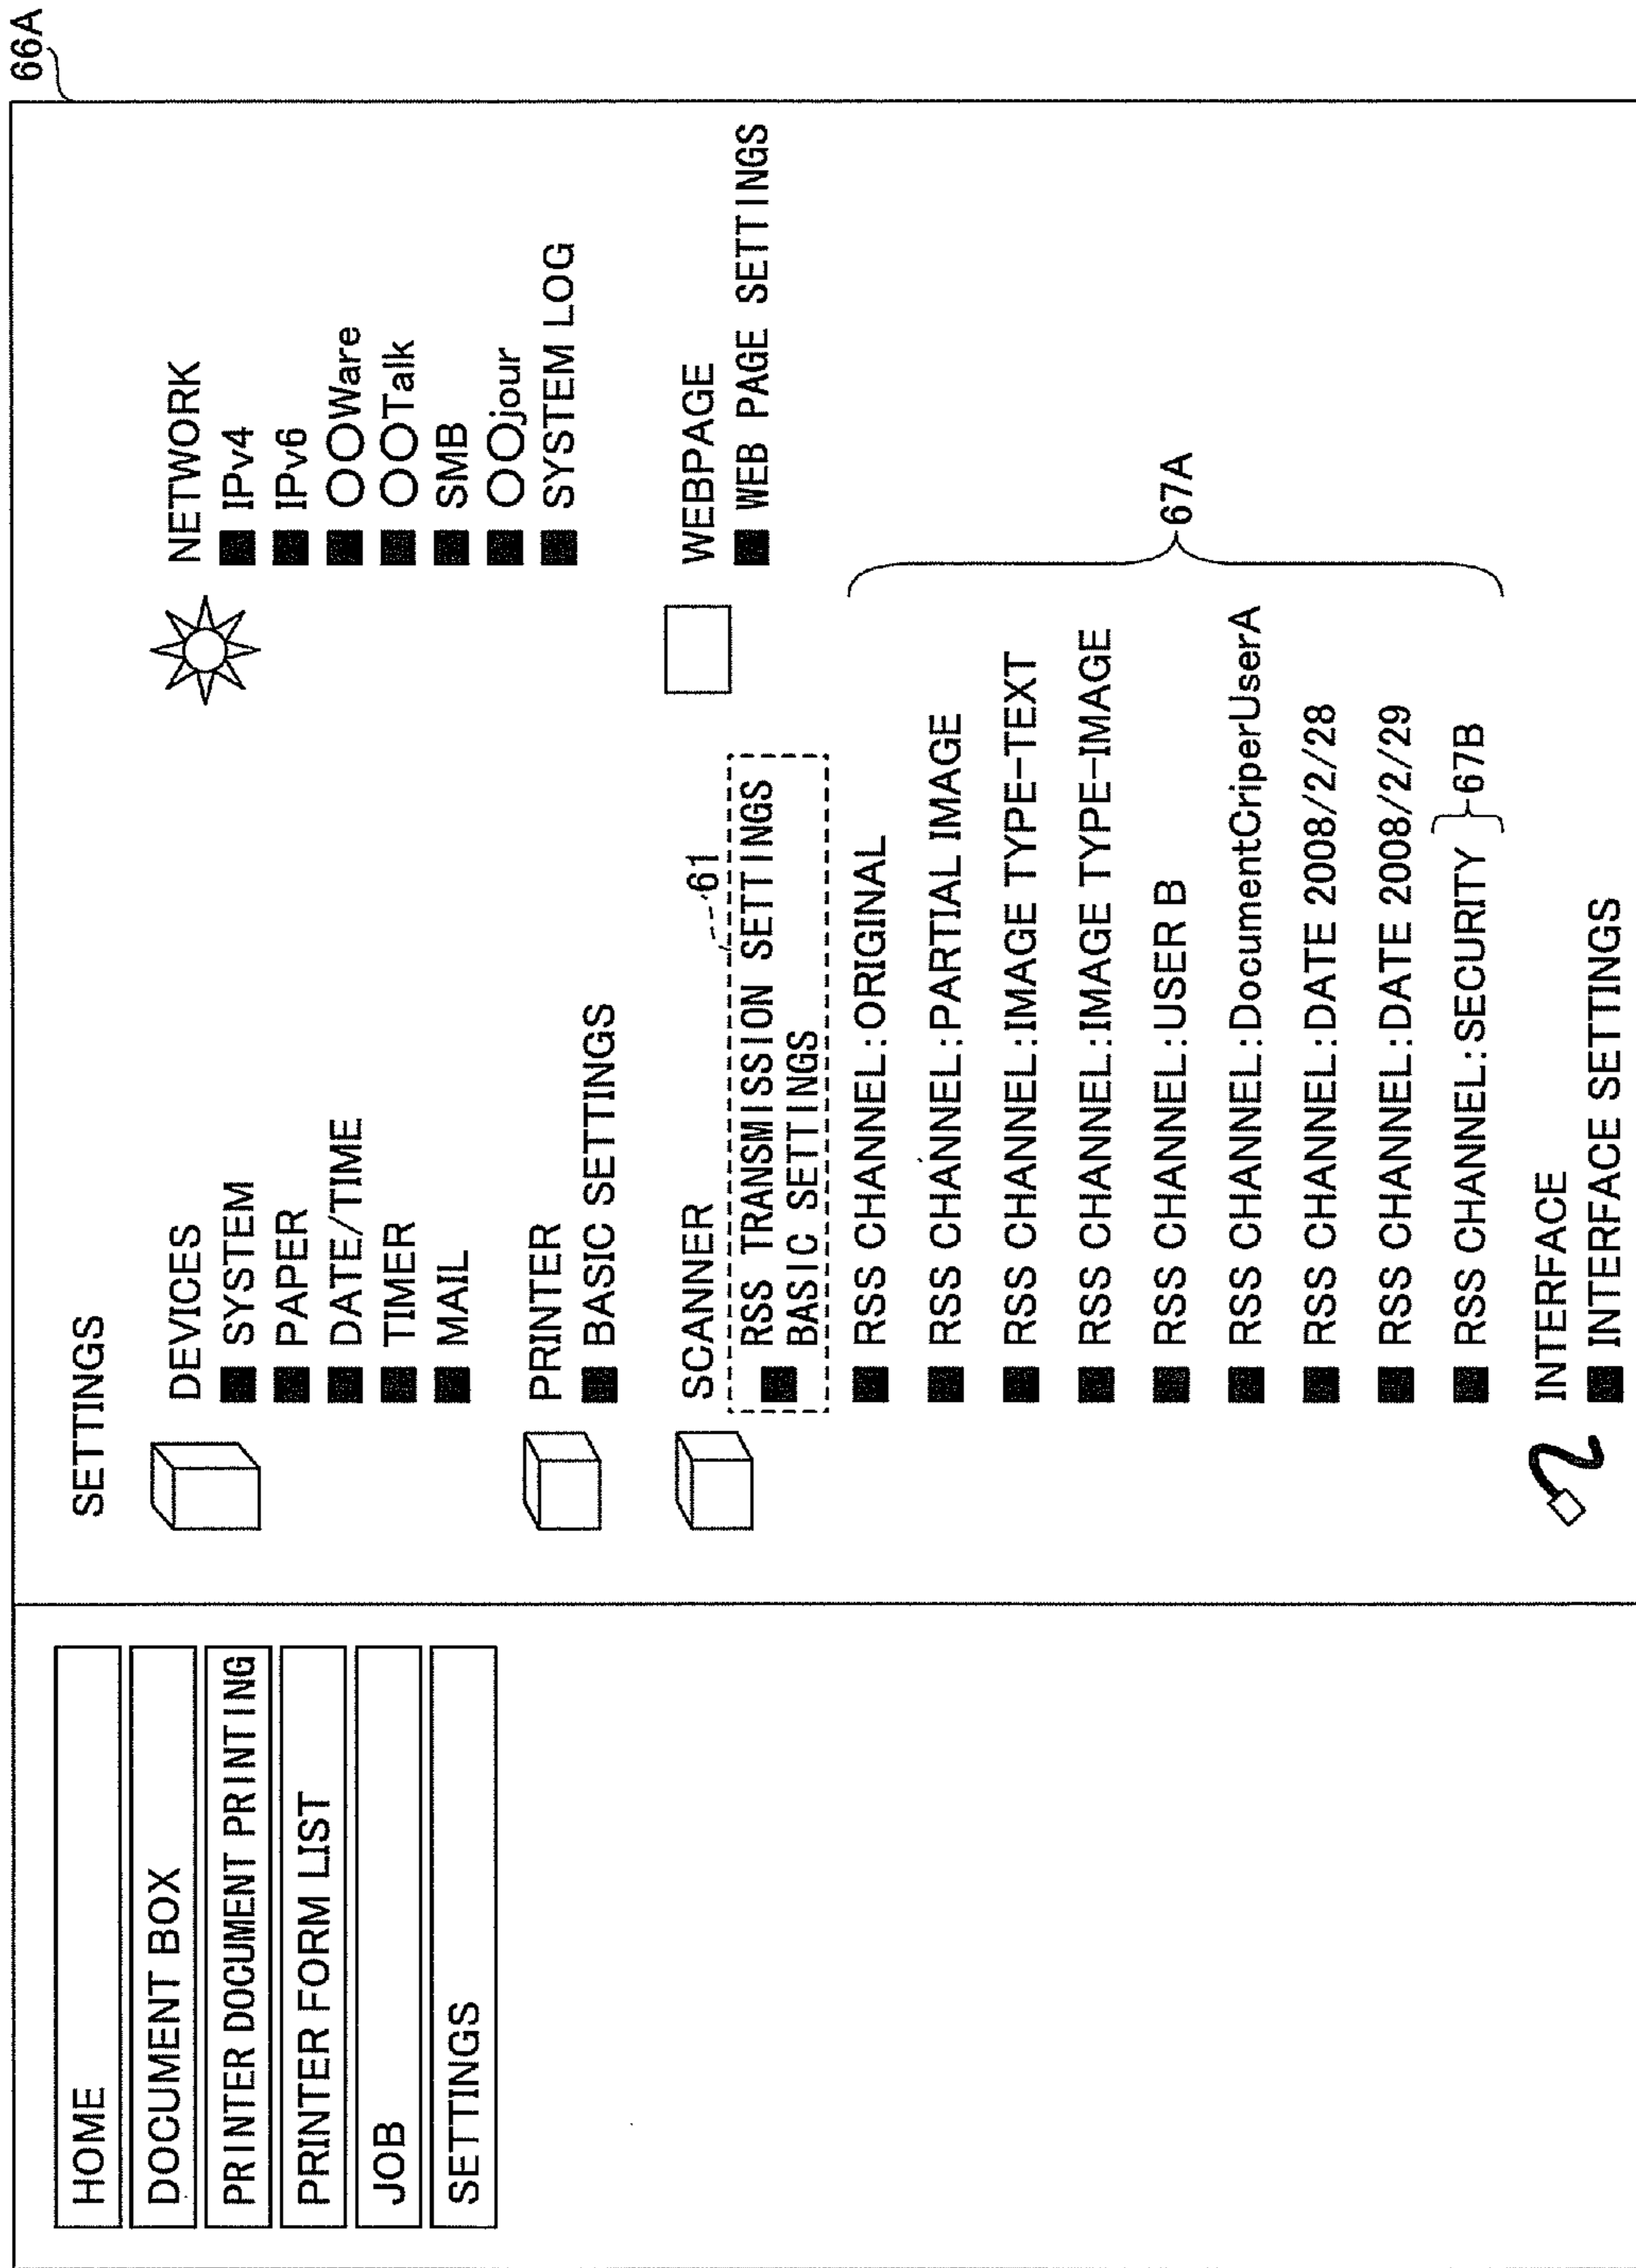 66A
HOME
DOCUMENT BOX
PRINTER DOCUMENT PRINTING
PRINTER FORM LIST
JOB
SETTINGS
SETTINGS
DEVICES
SYSTEM
PAPER
DATE/TIME
TIMER
MAIL
PRINTER
BASIC SETTINGS
SCANNER
61
RSS TRANSMISSION SETTINGS
BASIC SETTINGS
RSS CHANNEL::ORIGINAL
RSS CHANNEL::PARTIAL IMAGE
RSS CHANNEL::IMAGE TYPE-TEXT
RSS CHANNEL::IMAGE TYPE-IMAGE
RSS CHANNEL::USER B
RSS CHANNEL::DocumentCriperUserA
RSS CHANNEL::DATE 2008/2/28
RSS CHANNEL::DATE 2008/2/29
RSS CHANNEL::SECURITY
67B
67A
INTERFACE
INTERFACE SETTINGS
NETWORK
IPv4
IPv6
○○Ware
○○Talk
SMB
○○jour
SYSTEM LOG
WEBPAGE
WEB PAGE SETTINGS